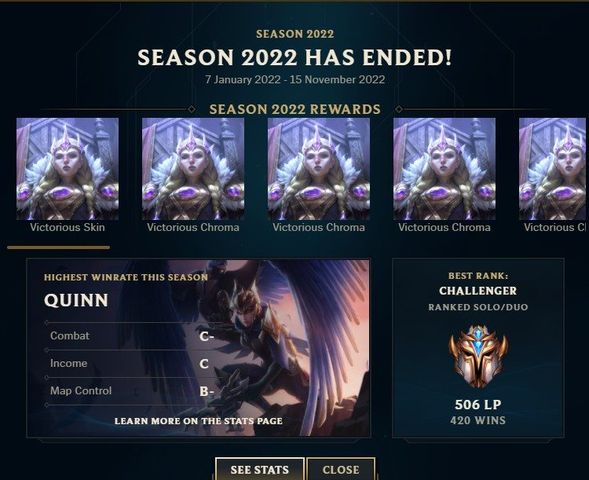 SEASON 2022
SEASON 2022 HAS ENDED!
7 January 2022 - 15 November 2022
SEASON 2022 REWARDS
Victorious Skin
Victorious Chroma
Victorious Chroma
Victorious Chroma
Victorious Cl
HIGHEST WINRATE THIS SEASON
QUINN
Combat C-
Income C
Map Control B-
LEARN MORE ON THE STATS PAGE
BEST RANK:
CHALLENGER
RANKED SOLO/DUO
506 LP
420 WINS
SEE STATS
CLOSE